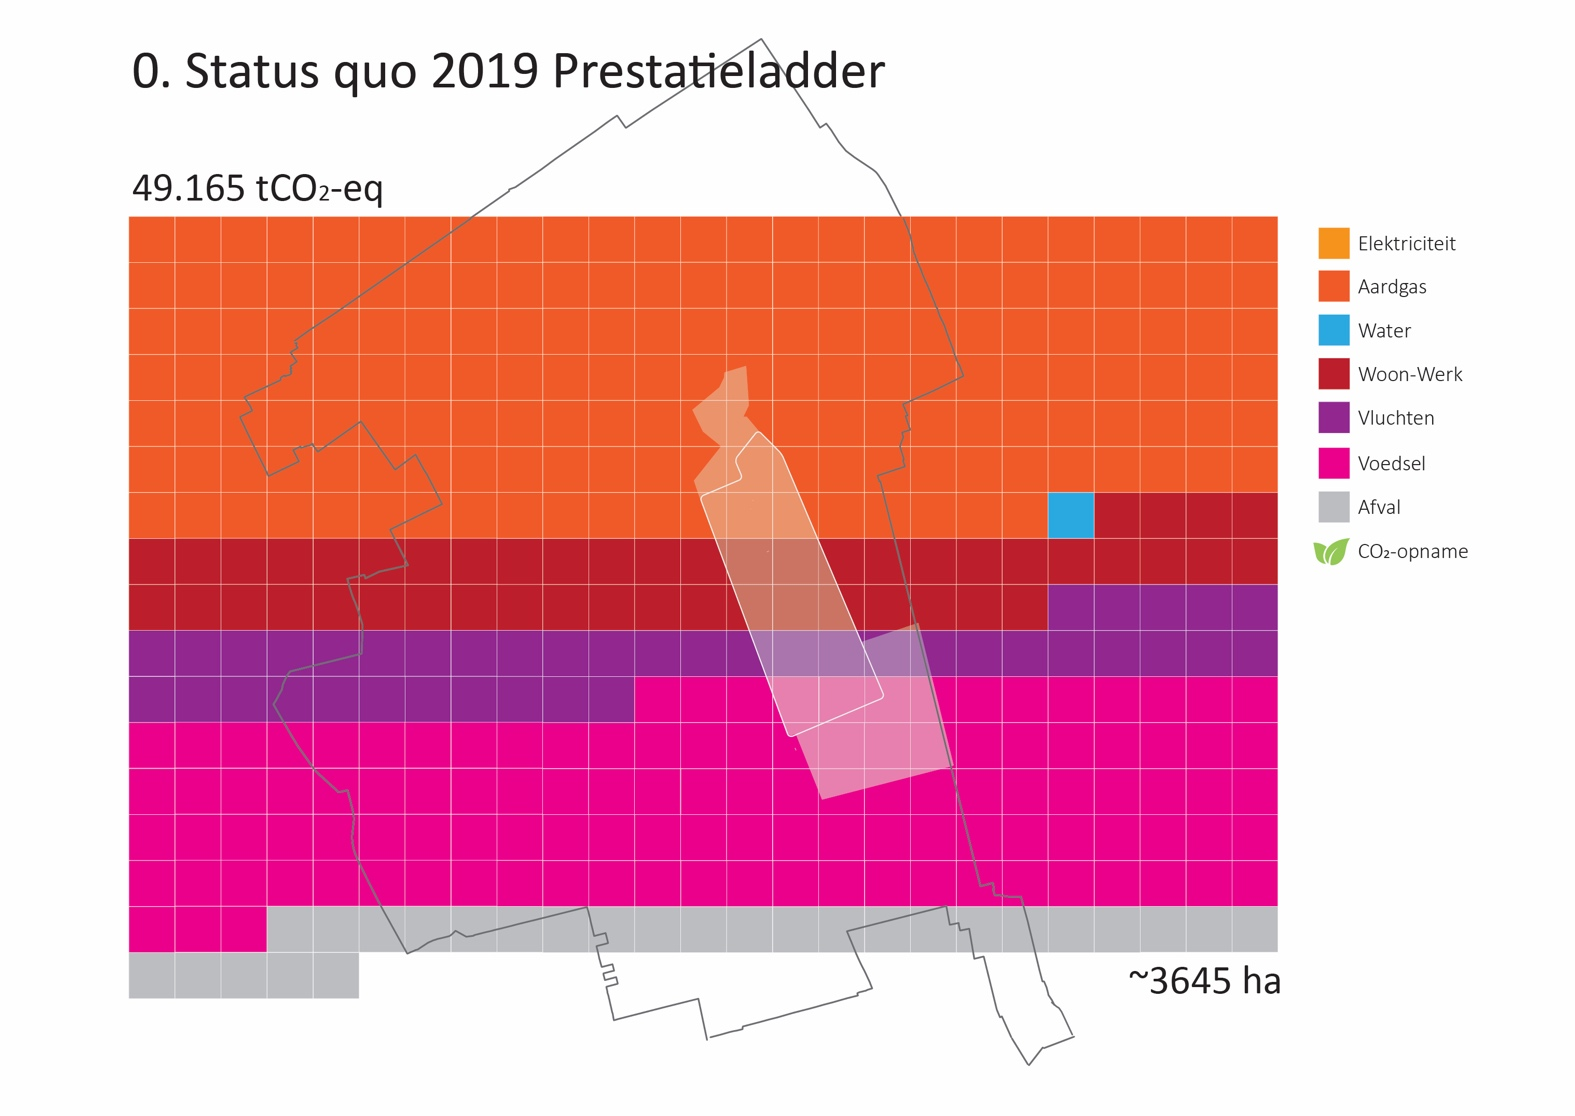 0. Status quo 2019 Prestatieladder
49.165 tCO₂-eq
Elektriciteit
Aardgas
Water
Woon-Werk
Vluchten
Voedsel
Afval
CO₂-opname
~3645 ha